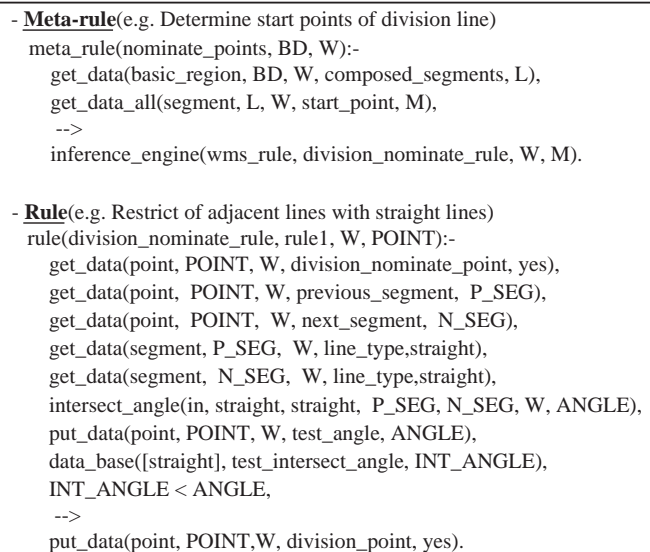 - Meta-rule(e.g. Determine start points of division line)
meta_rule(nominate_points, BD, W):-
get_data(basic_region, BD, W, composed_segments, L),
get_data_all(segment, L, W, start_point, M),
-->
inference_engine(wms_rule, division_nominate_rule, W, M).
- Rule(e.g. Restrict of adjacent lines with straight lines)
rule(division_nominate_rule, rule1, W, POINT):-
get_data(point, POINT, W, division_nominate_point, yes),
get_data(point, POINT, W, previous_segment, P_SEG),
get_data(point, POINT, W, next_segment, N_SEG),
get_data(segment, P_SEG, W, line_type,straight),
get_data(segment, N_SEG, W, line_type,straight),
intersect_angle(in, straight, straight, P_SEG, N_SEG, W, ANGLE),
put_data(point, POINT, W, test_angle, ANGLE),
data_base([straight], test_intersect_angle, INT_ANGLE),
INT_ANGLE < ANGLE,
-->
put_data(point, POINT,W, division_point, yes).